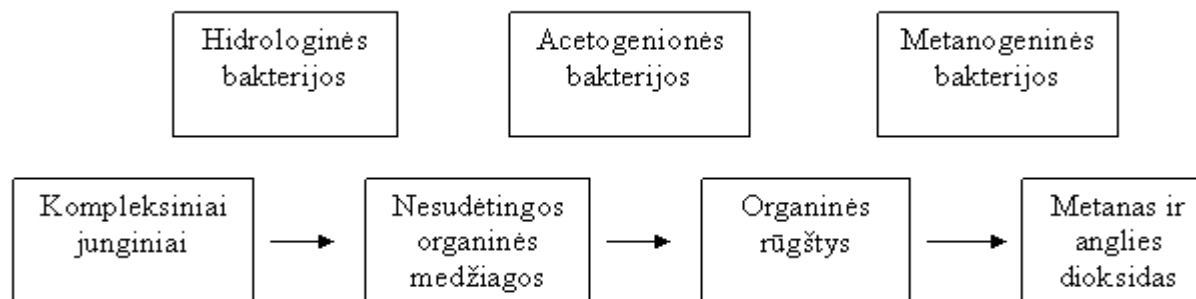 Hidrologinės
bakterijos
Acetogenionės
bakterijos
Metanogeninės
bakterijos
Kompleksiniai
junginiai
Nesudėtingos
organinės
medžiagos
Organinės
rūgštys
Metanas ir
anglies
dioksidas